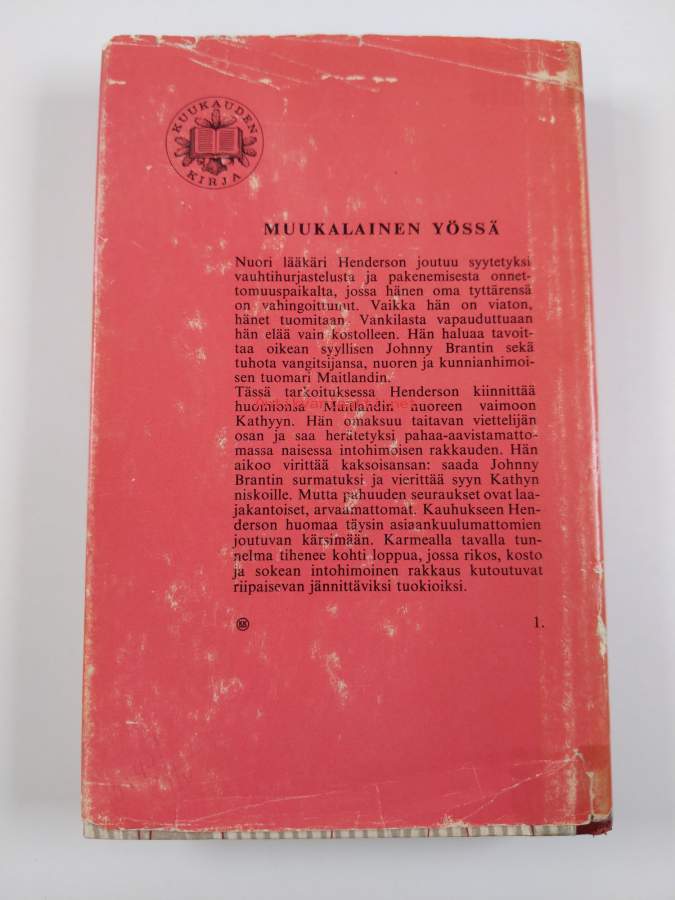 KUUKAUDEN
KIRJA
MUUKALAINEN YÖSSÄ
Nuori lääkäri Henderson joutuu syytetyksi
vauhtihurjastelusta ja pakenemisesta onnet-
tomuuspaikalta, jossa hänen oma tyttärensä
on vahingoittunut. Vaikka hän on viaton,
hänet tuomitaan. Vankilasta vapauduttuaan
hän elää vain kostolleen. Hän haluaa tavoit-
taa oikean syyllisen Johnny Brantin sekä
tuhota vangitsijansa, nuoren ja kunnianhimoi-
sen tuomari Maitlandin.
Tässä tarkoituksessa Henderson kiinnittää
huomionsa Maitlandin nuoreen vaimoon
Kathyyn. Hän omaksuu taitavan viettelijän
osan ja saa herätetyksi pahaa-aavistamatto-
massa naisessa intohimoisen rakkauden. Hän
aikoo virittää kaksoisansan: saada Johnny
Brantin surmatuksi ja vierittää syyn Kathyn
niskoille. Mutta pahuuden seuraukset ovat laa-
jakantoiset, arvaamattomat. Kauhukseen Hen-
derson huomaa täysin asiaankuulumattomien
joutuvan kärsimään. Karmealla tavalla tun-
nelma tihenee kohti loppua, jossa rikos, kosto
ja sokean intohimoinen rakkaus kutoutuvat
riipaisevan jännittäviksi tuokioiksi.
KK 1.